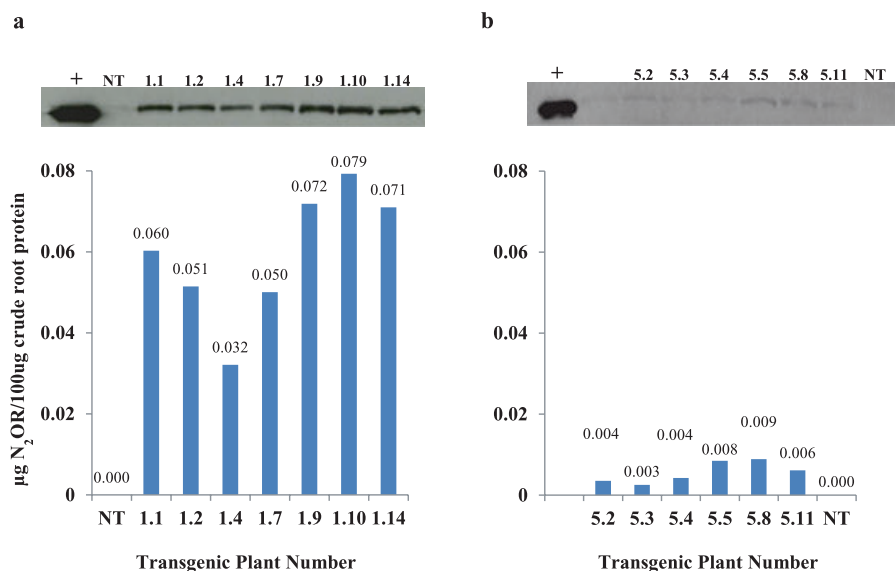 a
+ NT 1.1 1.2 1.4 1.7 1.9 1.10 1.14
µg N2OR/100ug crude root protein
0.08
0.06
0.04
0.02
0
0.000
0.060
0.051
0.032
0.050
0.072
0.079
0.071
NT 1.1 1.2 1.4 1.7 1.9 1.10 1.14
Transgenic Plant Number
b
+ 5.2 5.3 5.4 5.5 5.8 5.11 NT
0.08
0.06
0.04
0.02
0
0.004
0.003
0.004
0.008
0.009
0.006
0.000
5.2 5.3 5.4 5.5 5.8 5.11 NT
Transgenic Plant Number